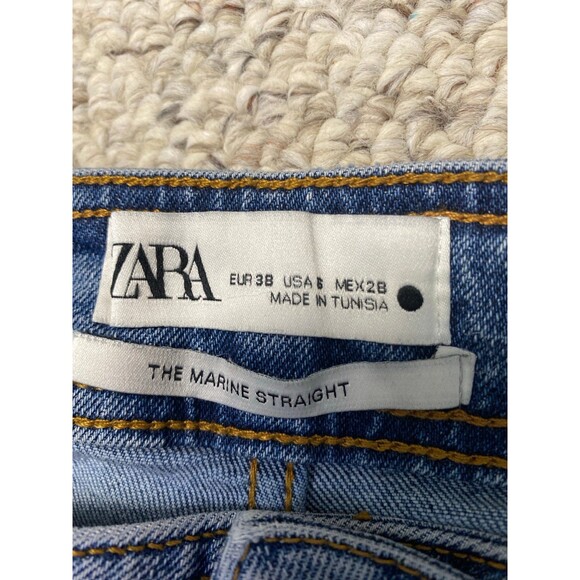 ZARA
EUR 38 USA 6 MEX 28
MADE IN TUNISIA
THE MARINE STRAIGHT